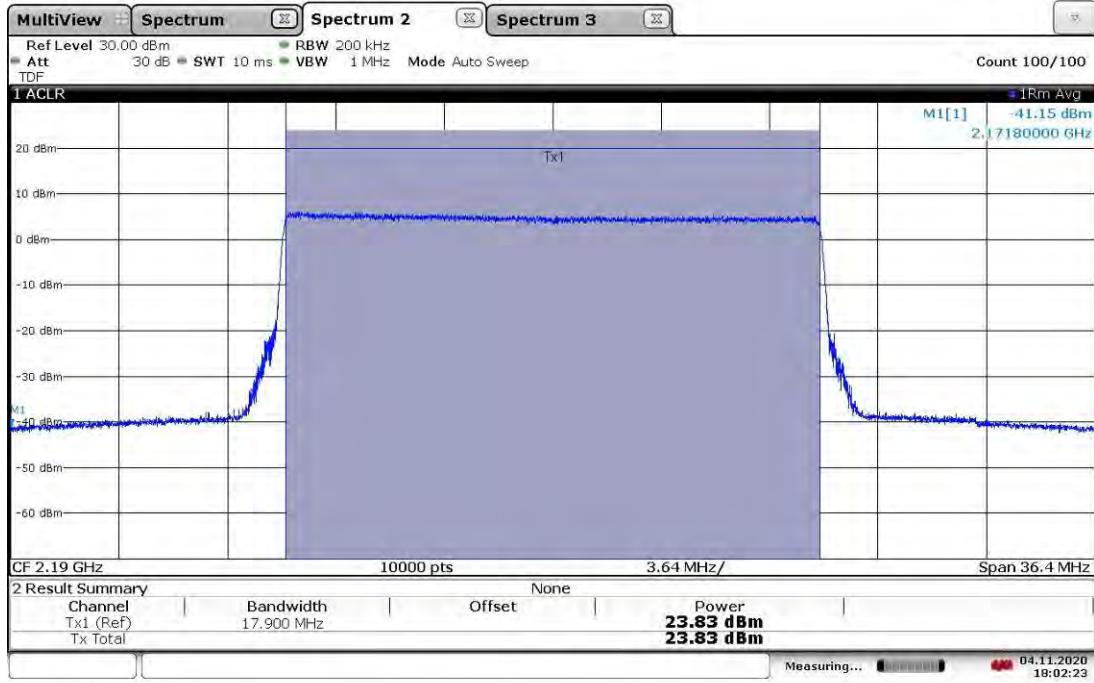 MultiView Spectrum Spectrum 2 Spectrum 3
Ref Level 30.00 dBm RBW 200 kHz
Att 30 dB SWT 10 ms VBW 1 MHz Mode Auto Sweep Count 100/100
TDF
1 ACLR 1Rm Avg
M1[1] -41.15 dBm
2.17180000 GHz
20 dBm
Tx1
10 dBm
0 dBm
-10 dBm
-20 dBm
-30 dBm
M1
-40 dBm
-50 dBm
-60 dBm
CF 2.19 GHz 10000 pts 3.64 MHz/ Span 36.4 MHz
2 Result Summary None
Channel Bandwidth Offset Power
Tx1 (Ref) 17.900 MHz 23.83 dBm
Tx Total 23.83 dBm
Measuring... 04.11.2020
18:02:23